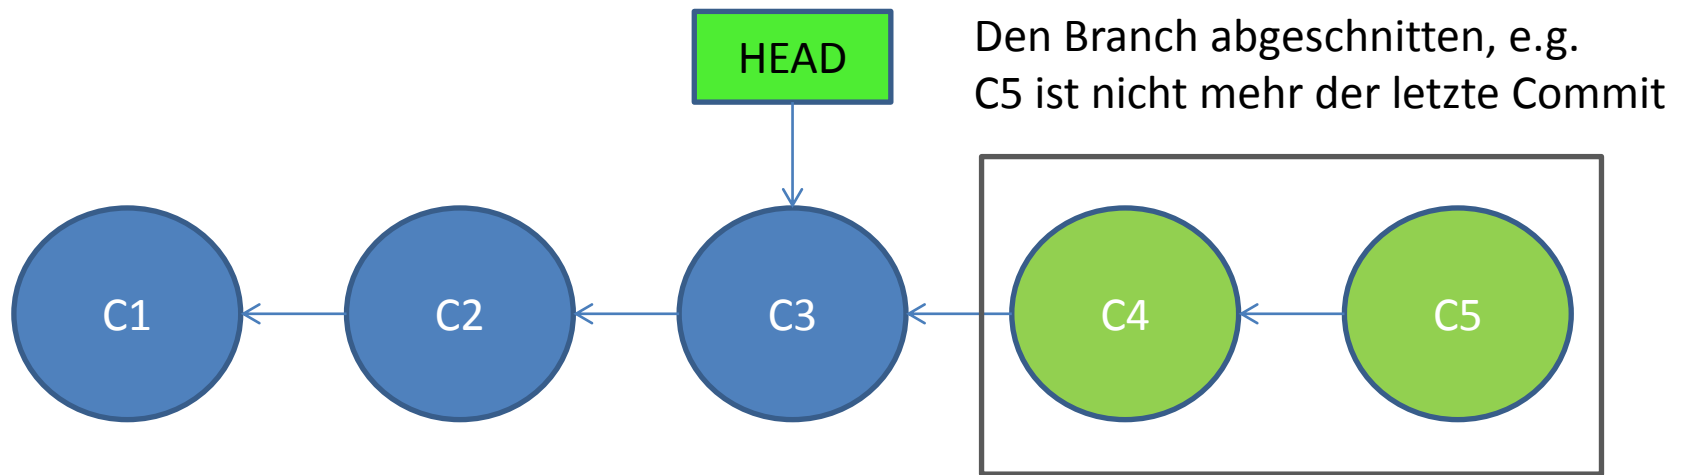 HEAD
Den Branch abgeschnitten, e.g.
C5 ist nicht mehr der letzte Commit
C1
C2
C3
C4
C5